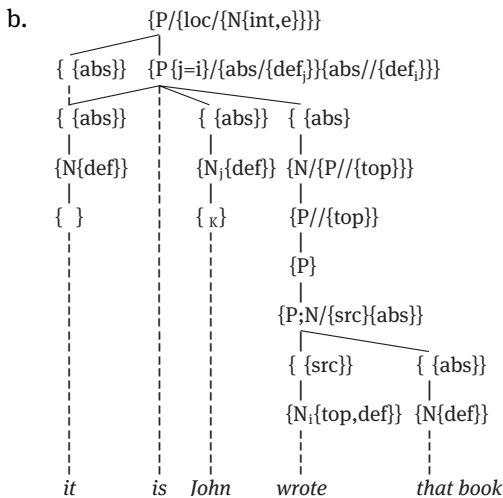 b.
{P/{loc/{N{int,e}}}}
{ {abs}} {P{j=i}/{abs/{def_j}}{abs//{def_i}}}
{ {abs}} { {abs}} { {abs}
{N{def}} {N_j{def}} {N/{P//{top}}}
{ } { K} {P//{top}}
{P}
{P;N/{src}{abs}}
{ {src}} { {abs}}
{N_i{top,def}} {N{def}}
it is John wrote that book